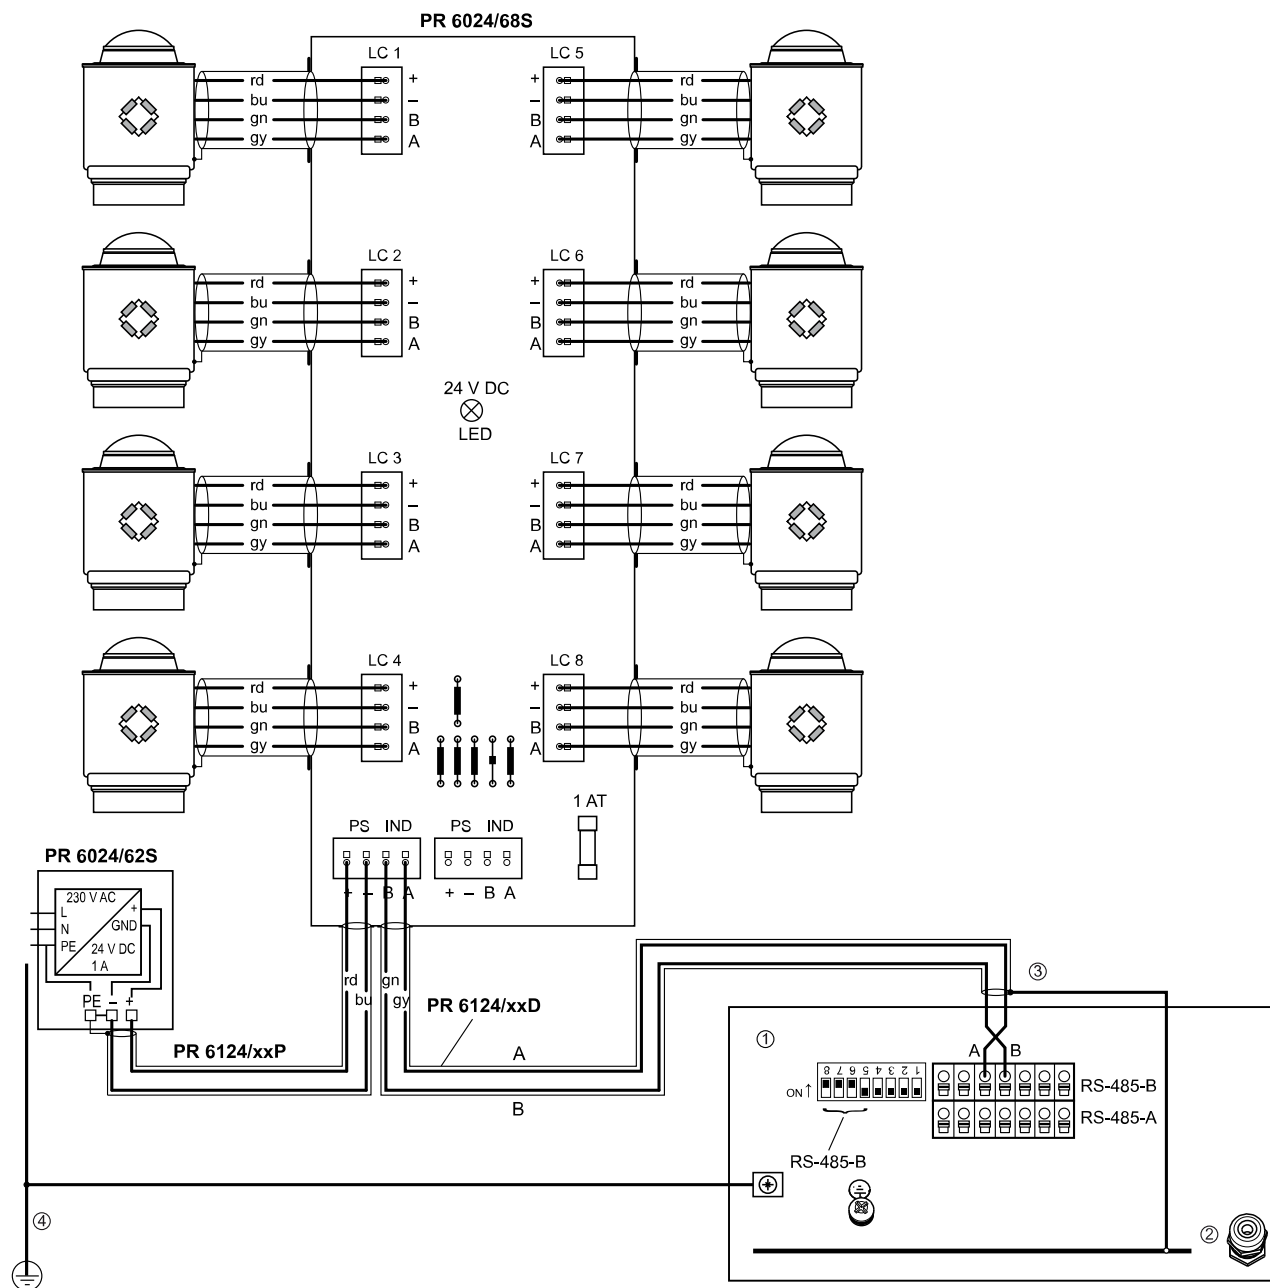 PR 6024/68S
LC 1
rd
bu
gn
gy
+
–
B
A
LC 5
+
–
B
A
rd
bu
gn
gy
LC 2
rd
bu
gn
gy
+
–
B
A
LC 6
+
–
B
A
rd
bu
gn
gy
24 V DC
LED
LC 3
rd
bu
gn
gy
+
–
B
A
LC 7
+
–
B
A
rd
bu
gn
gy
LC 4
rd
bu
gn
gy
+
–
B
A
LC 8
+
–
B
A
rd
bu
gn
gy
1 AT
PS IND
+ – B A
PS IND
+ – B A
PR 6024/62S
230 V AC
L
N
PE
+
GND
24 V DC
1 A
PE – +
rd
bu
gn
gy
PR 6124/xxP
PR 6124/xxD
A
B
③
①
A B
8 7 6 5 4 3 2 1
ON ↑
RS-485-B
RS-485-B
RS-485-A
②
④